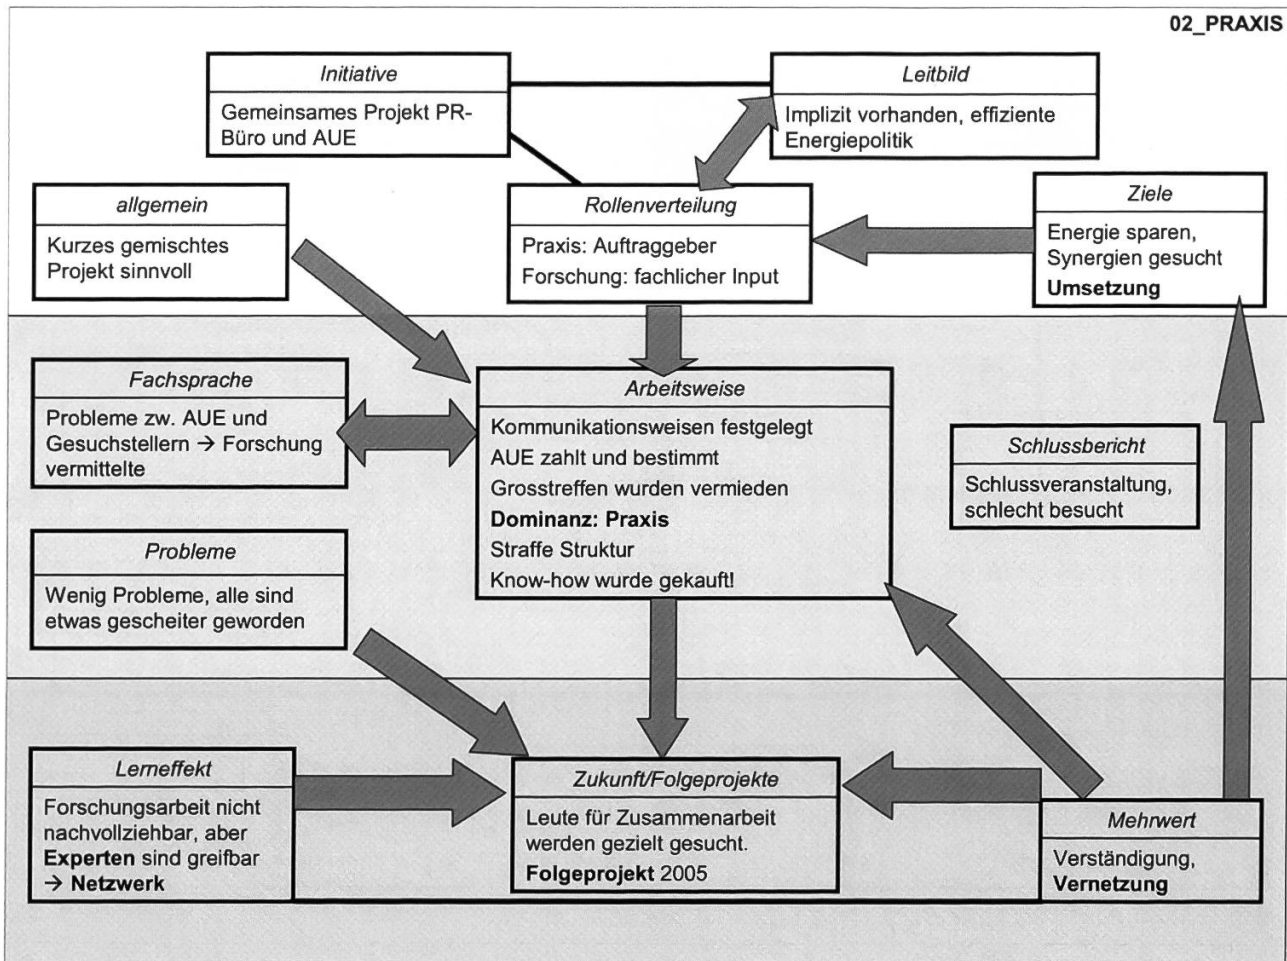 02_PRAXIS
Initiative
Gemeinsames Projekt PR-
Büro und AUE
Leitbild
Implizit vorhanden, effiziente
Energiepolitik
allgemein
Kurzes gemischtes
Projekt sinnvoll
Rollenverteilung
Praxis: Auftraggeber
Forschung: fachlicher Input
Ziele
Energie sparen,
Synergien gesucht
Umsetzung
Fachsprache
Probleme zw. AUE und
Gesuchstellern → Forschung
vermittelte
Arbeitsweise
Kommunikationsweisen festgelegt
AUE zahlt und bestimmt
Grosstreffen wurden vermieden
Dominanz: Praxis
Straffe Struktur
Know-how wurde gekauft!
Schlussbericht
Schlussveranstaltung,
schlecht besucht
Probleme
Wenig Probleme, alle sind
etwas gescheiter geworden
Lerneffekt
Forschungsarbeit nicht
nachvollziehbar, aber
Experten sind greifbar
→ Netzwerk
Zukunft/Folgeprojekte
Leute für Zusammenarbeit
werden gezielt gesucht.
Folgeprojekt 2005
Mehrwert
Verständigung,
Vernetzung